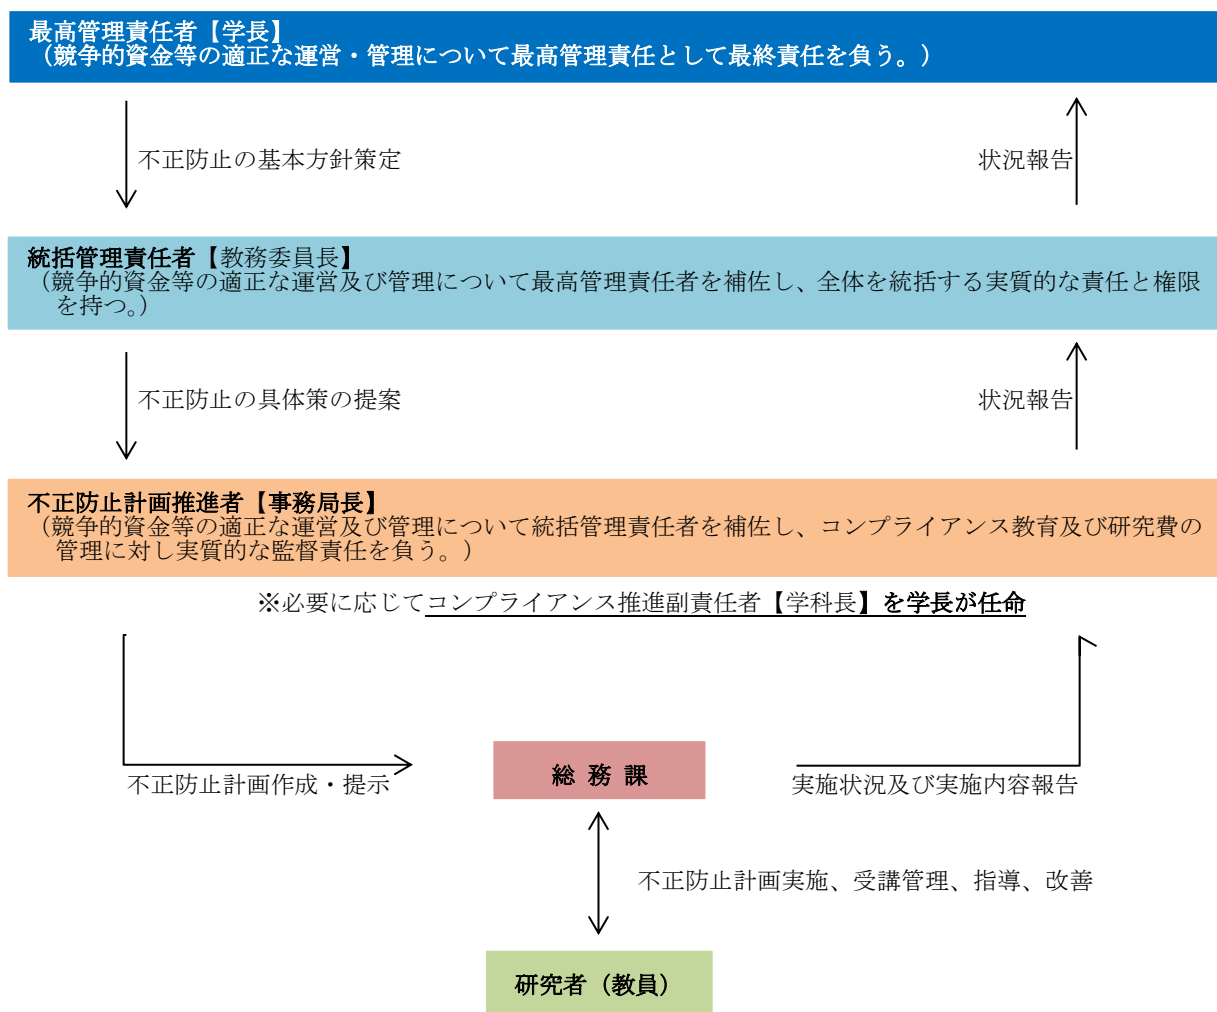 最高管理責任者【学長】
（競争的資金等の適正な運営・管理について最高管理責任として最終責任を負う。）
不正防止の基本方針策定
状況報告
統括管理責任者【教務委員長】
（競争的資金等の適正な運営及び管理について最高管理責任者を補佐し、全体を統括する実質的な責任と権限
を持つ。）
不正防止の具体策の提案
状況報告
不正防止計画推進者【事務局長】
（競争的資金等の適正な運営及び管理について統括管理責任者を補佐し、コンプライアンス教育及び研究費の
管理に対し実質的な監督責任を負う。）
※必要に応じてコンプライアンス推進副責任者【学科長】を学長が任命
総 務 課
不正防止計画作成・提示
実施状況及び実施内容報告
不正防止計画実施、受講管理、指導、改善
研究者（教員）